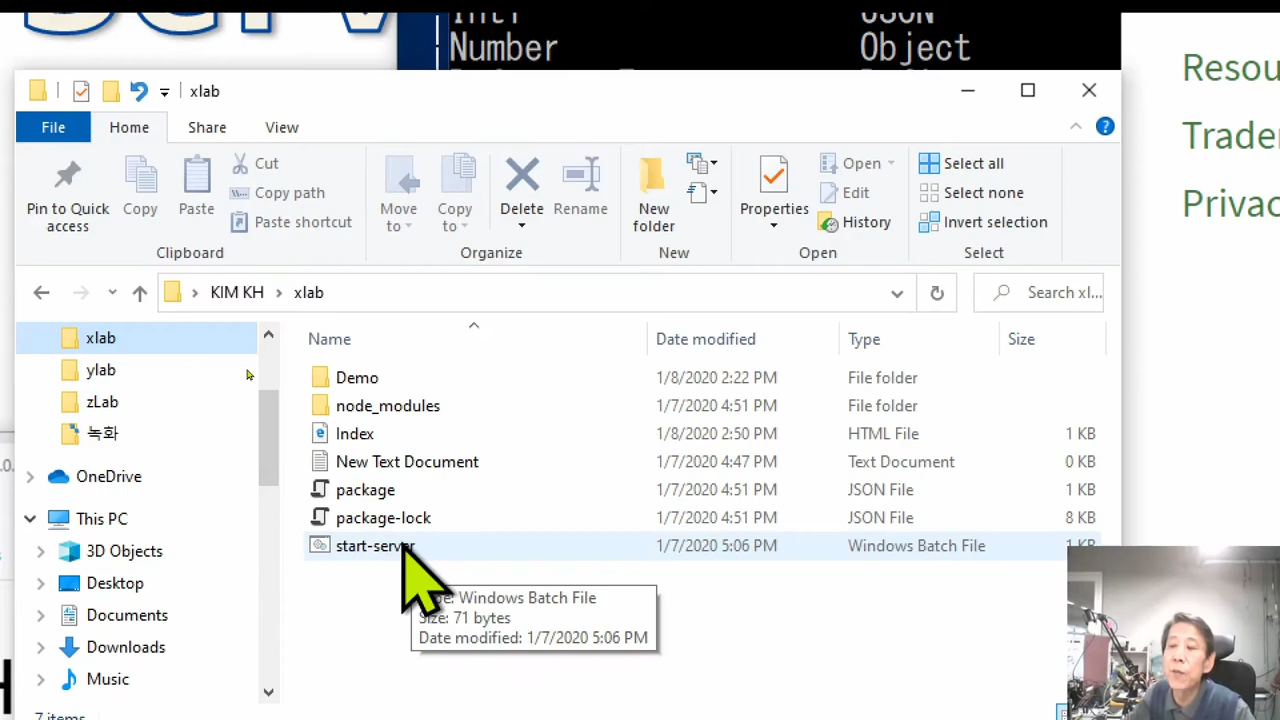 Number
Object
Resou
Trade
Privac
xlab
File
Home
Share
View
Pin to Quick access
Copy
Paste
Cut
Copy path
Paste shortcut
Clipboard
Move to
Copy to
Delete
Rename
Organize
New folder
New
Properties
Open
Edit
History
Open
Select all
Select none
Invert selection
Select
KIM KH
xlab
Search xl...
xlab
ylab
zLab
녹화
OneDrive
This PC
3D Objects
Desktop
Documents
Downloads
Music
7 items
Name Date modified Type Size
Demo 1/8/2020 2:22 PM File folder
node_modules 1/7/2020 4:51 PM File folder
Index 1/8/2020 2:50 PM HTML File 1 KB
New Text Document 1/7/2020 4:47 PM Text Document 0 KB
package 1/7/2020 4:51 PM JSON File 1 KB
package-lock 1/7/2020 4:51 PM JSON File 8 KB
start-server 1/7/2020 5:06 PM Windows Batch File 1 KB
Windows Batch File
Size: 71 bytes
Date modified: 1/7/2020 5:06 PM